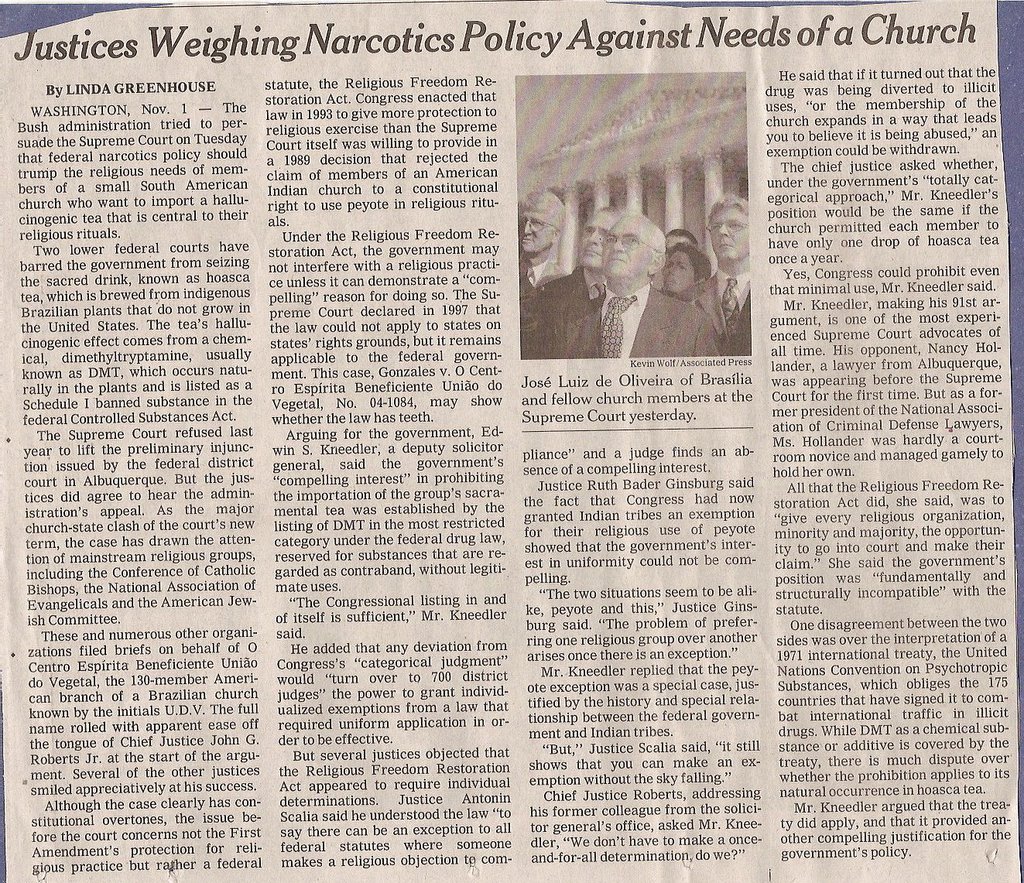 Justices Weighing Narcotics Policy Against Needs of a Church
By LINDA GREENHOUSE
WASHINGTON, Nov. 1 — The
Bush administration tried to per-
suade the Supreme Court on Tuesday
that federal narcotics policy should
trump the religious needs of mem-
bers of a small South American
church who want to import a hallu-
cinogenic tea that is central to their
religious rituals.
Two lower federal courts have
barred the government from seizing
the sacred drink, known as hoasca
tea, which is brewed from indigenous
Brazilian plants that do not grow in
the United States. The tea's hallu-
cinogenic effect comes from a chem-
ical, dimethyltryptamine, usually
known as DMT, which occurs natu-
rally in the plants and is listed as a
Schedule I banned substance in the
federal Controlled Substances Act.
The Supreme Court refused last
year to lift the preliminary injunc-
tion issued by the federal district
court in Albuquerque. But the jus-
tices did agree to hear the admin-
istration's appeal. As the major
church-state clash of the court's new
term, the case has drawn the atten-
tion of mainstream religious groups,
including the Conference of Catholic
Bishops, the National Association of
Evangelicals and the American Jew-
ish Committee.
These and numerous other organi-
zations filed briefs on behalf of O
Centro Espírita Beneficiente União
do Vegetal, the 130-member Ameri-
can branch of a Brazilian church
known by the initials U.D.V. The full
name rolled with apparent ease off
the tongue of Chief Justice John G.
Roberts Jr. at the start of the argu-
ment. Several of the other justices
smiled appreciatively at his success.
Although the case clearly has con-
stitutional overtones, the issue be-
fore the court concerns not the First
Amendment's protection for reli-
gious practice but rather a federal
statute, the Religious Freedom Re-
storation Act. Congress enacted that
law in 1993 to give more protection to
religious exercise than the Supreme
Court itself was willing to provide in
a 1989 decision that rejected the
claim of members of an American
Indian church to a constitutional
right to use peyote in religious ritu-
als.
Under the Religious Freedom Re-
storation Act, the government may
not interfere with a religious practi-
ce unless it can demonstrate a "com-
pelling" reason for doing so. The Su-
preme Court declared in 1997 that
the law could not apply to states on
states' rights grounds, but it remains
applicable to the federal govern-
ment. This case, Gonzales v. O Cent-
ro Espírita Beneficiente União do
Vegetal, No. 04-1084, may show
whether the law has teeth.
Arguing for the government, Ed-
win S. Kneedler, a deputy solicitor
general, said the government's
"compelling interest" in prohibiting
the importation of the group's sacra-
mental tea was established by the
listing of DMT in the most restricted
category under the federal drug law,
reserved for substances that are re-
garded as contraband, without legiti-
mate uses.
"The Congressional listing in and
of itself is sufficient," Mr. Kneedler
said.
He added that any deviation from
Congress's "categorical judgment"
would "turn over to 700 district
judges" the power to grant individ-
ualized exemptions from a law that
required uniform application in or-
der to be effective.
But several justices objected that
the Religious Freedom Restoration
Act appeared to require individual
determinations. Justice Antonin
Scalia said he understood the law "to
say there can be an exception to all
federal statutes where someone
makes a religious objection to com-
Kevin Wolf/Associated Press
José Luiz de Oliveira of Brasília
and fellow church members at the
Supreme Court yesterday.
pliance" and a judge finds an ab-
sence of a compelling interest.
Justice Ruth Bader Ginsburg said
the fact that Congress had now
granted Indian tribes an exemption
for their religious use of peyote
showed that the government's inter-
est in uniformity could not be com-
pelling.
"The two situations seem to be ali-
ke, peyote and this," Justice Gins-
burg said. "The problem of prefer-
ring one religious group over another
arises once there is an exception."
Mr. Kneedler replied that the pey-
ote exception was a special case, jus-
tified by the history and special rela-
tionship between the federal govern-
ment and Indian tribes.
"But," Justice Scalia said, "it still
shows that you can make an ex-
emption without the sky falling."
Chief Justice Roberts, addressing
his former colleague from the solici-
tor general's office, asked Mr. Knee-
dler, "We don't have to make a once-
and-for-all determination, do we?"
He said that if it turned out that the
drug was being diverted to illicit
uses, "or the membership of the
church expands in a way that leads
you to believe it is being abused," an
exemption could be withdrawn.
The chief justice asked whether,
under the government's "totally cat-
egorical approach," Mr. Kneedler's
position would be the same if the
church permitted each member to
have only one drop of hoasca tea
once a year.
Yes, Congress could prohibit even
that minimal use, Mr. Kneedler said.
Mr. Kneedler, making his 91st ar-
gument, is one of the most experi-
enced Supreme Court advocates of
all time. His opponent, Nancy Hol-
lander, a lawyer from Albuquerque,
was appearing before the Supreme
Court for the first time. But as a for-
mer president of the National Associ-
ation of Criminal Defense Lawyers,
Ms. Hollander was hardly a court-
room novice and managed gamely to
hold her own.
All that the Religious Freedom Re-
storation Act did, she said, was to
"give every religious organization,
minority and majority, the opportun-
ity to go into court and make their
claim." She said the government's
position was "fundamentally and
structurally incompatible" with the
statute.
One disagreement between the two
sides was over the interpretation of a
1971 international treaty, the United
Nations Convention on Psychotropic
Substances, which obliges the 175
countries that have signed it to com-
bat international traffic in illicit
drugs. While DMT as a chemical sub-
stance or additive is covered by the
treaty, there is much dispute over
whether the prohibition applies to its
natural occurrence in hoasca tea.
Mr. Kneedler argued that the trea-
ty did apply, and that it provided an-
other compelling justification for the
government's policy.